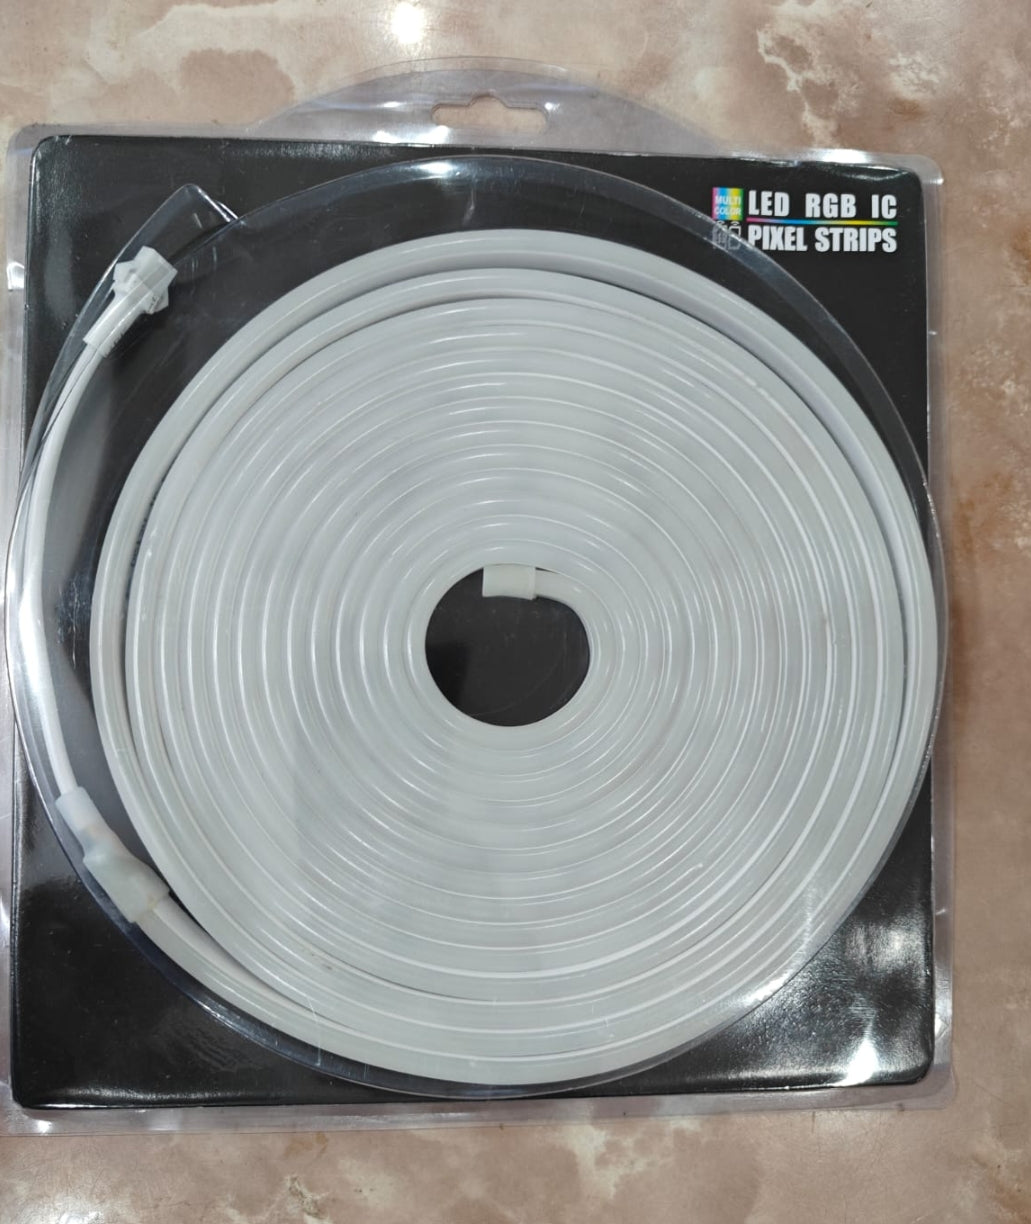 MULTI COLOR
LED RGB IC
PIXEL STRIPS